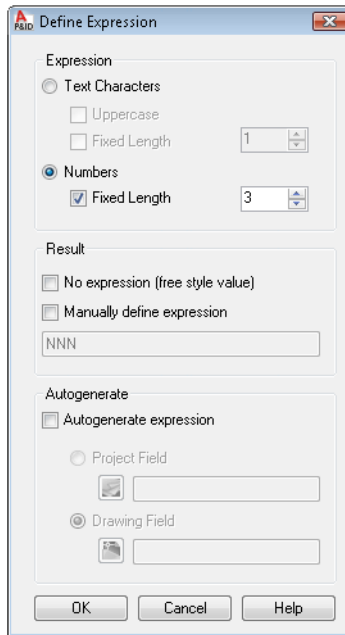 A
P&ID
Define Expression
Expression
Text Characters
Uppercase
Fixed Length 1
Numbers
Fixed Length 3
Result
No expression (free style value)
Manually define expression
NNN
Autogenerate
Autogenerate expression
Project Field
Drawing Field
OK Cancel Help